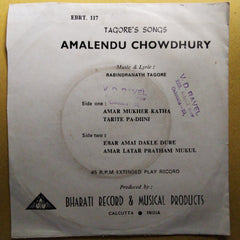 EBRT. 117
TAGORE'S SONGS
AMALENDU CHOWDHURY
Music & Lyric :
RABINDRANATH TAGORE
V. D. RAVEL
V. D. RAVEL
Side one :
AMAR MUKHER KATHA
TARITE PA-DIINI
Side two :
EBAR AMAI DAKLE DURE
AMAR LATAR PRATHAM MUKUL
45 R.P.M EXTENDED PLAY RECORD
Produced by :
BHARATI RECORD & MUSICAL PRODUCTS
CALCUTTA • INDIA